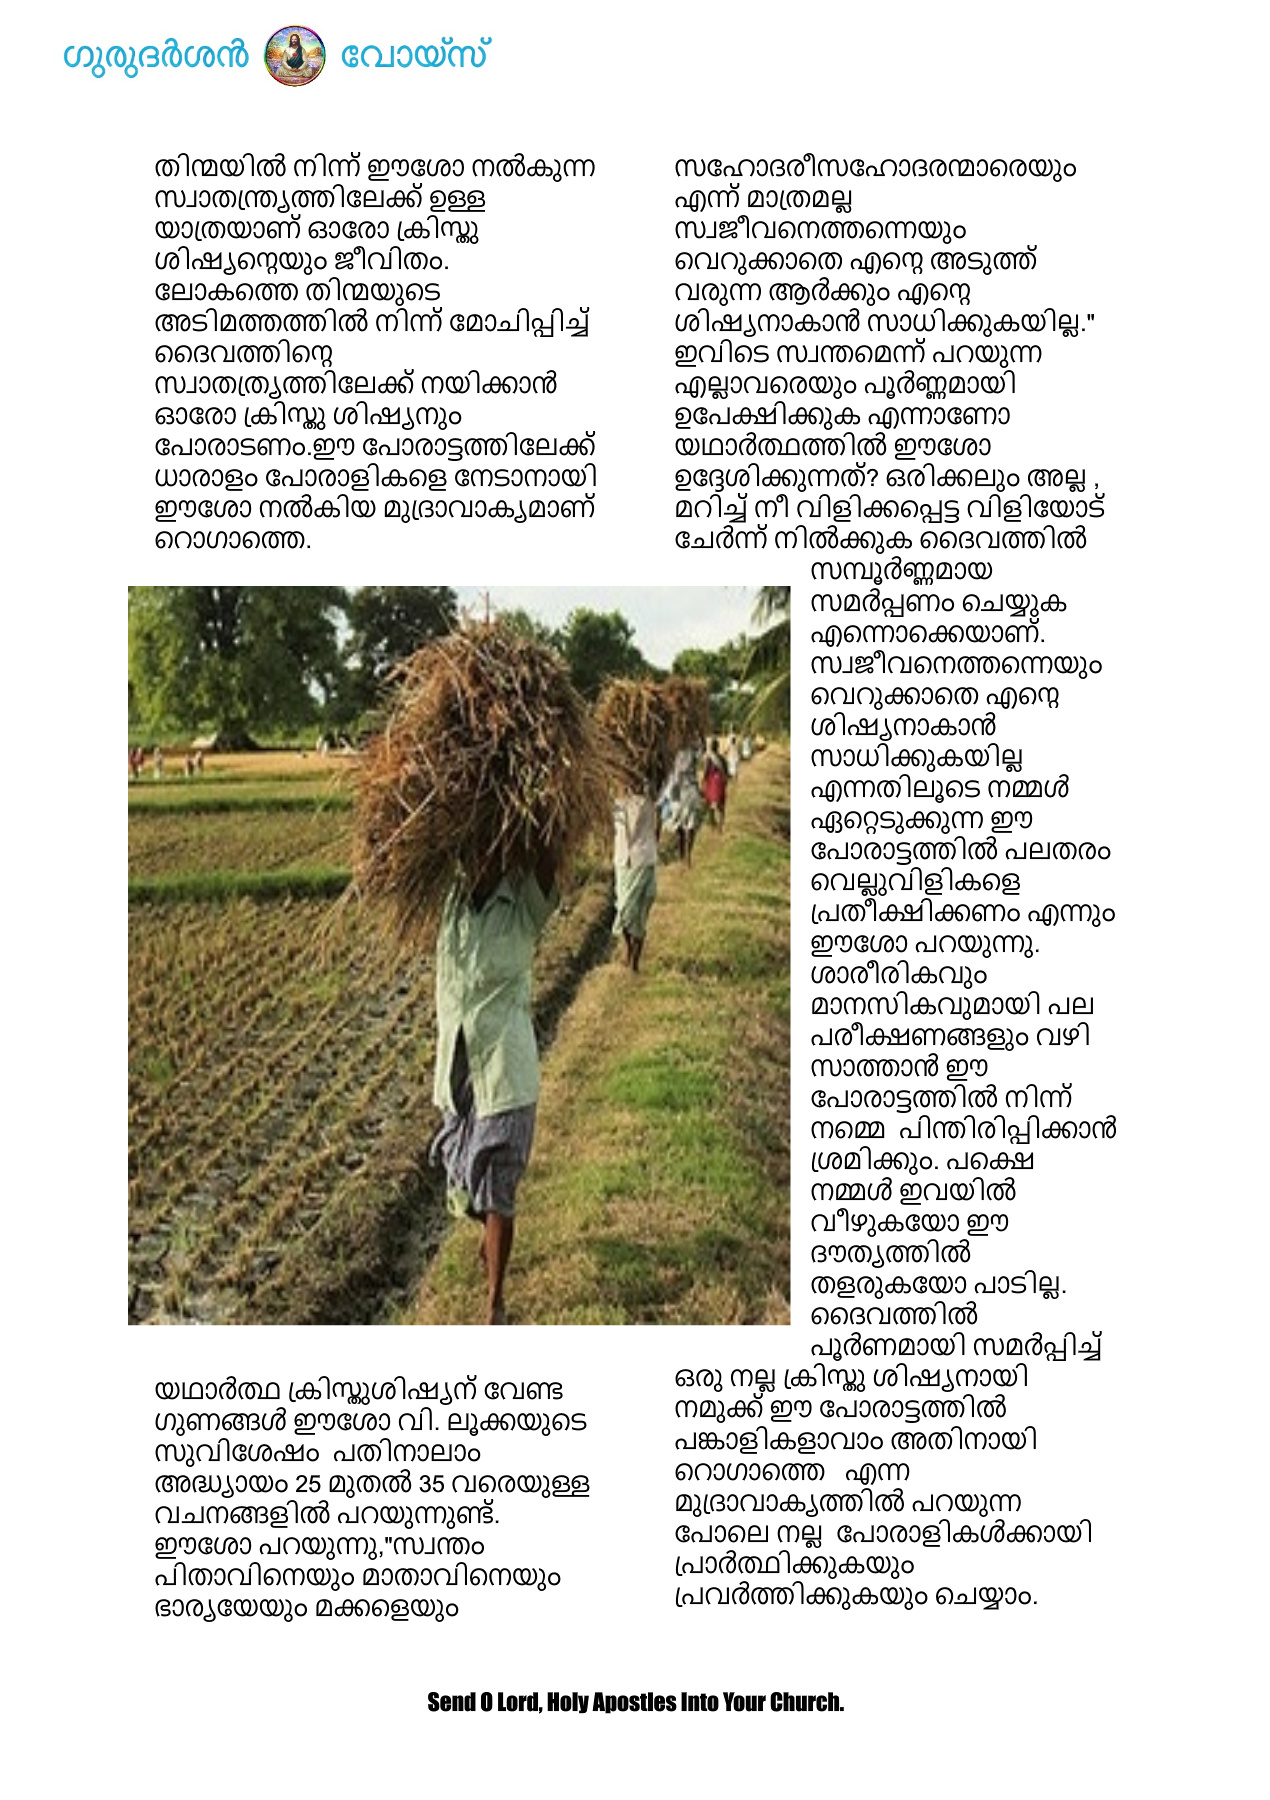 ഗുരുദർശൻ വോയ്സ്
തിന്മയിൽ നിന്ന് ഈശോ നൽകുന്ന
സ്വാതന്ത്ര്യത്തിലേക്ക് ഉള്ള
യാത്രയാണ് ഓരോ ക്രിസ്തു
ശിഷ്യന്റെയും ജീവിതം.
ലോകത്തെ തിന്മയുടെ
അടിമത്തത്തിൽ നിന്ന് മോചിപ്പിച്ച്
ദൈവത്തിന്റെ
സ്വാതത്ര്യത്തിലേക്ക് നയിക്കാൻ
ഓരോ ക്രിസ്തു ശിഷ്യനും
പോരാടണം.ഈ പോരാട്ടത്തിലേക്ക്
ധാരാളം പോരാളികളെ നേടാനായി
ഈശോ നൽകിയ മുദ്രാവാക്യമാണ്
റൊഗാത്തെ.
യഥാർത്ഥ ക്രിസ്തുശിഷ്യന് വേണ്ട
ഗുണങ്ങൾ ഈശോ വി. ലൂക്കയുടെ
സുവിശേഷം പതിനാലാം
അദ്ധ്യായം 25 മുതൽ 35 വരെയുള്ള
വചനങ്ങളിൽ പറയുന്നുണ്ട്.
ഈശോ പറയുന്നു,"സ്വന്തം
പിതാവിനെയും മാതാവിനെയും
ഭാര്യയേയും മക്കളെയും
സഹോദരീസഹോദരന്മാരെയും
എന്ന് മാത്രമല്ല
സ്വജീവനെത്തന്നെയും
വെറുക്കാതെ എന്റെ അടുത്ത്
വരുന്ന ആർക്കും എന്റെ
ശിഷ്യനാകാൻ സാധിക്കുകയില്ല."
ഇവിടെ സ്വന്തമെന്ന് പറയുന്ന
എല്ലാവരെയും പൂർണ്ണമായി
ഉപേക്ഷിക്കുക എന്നാണോ
യഥാർത്ഥത്തിൽ ഈശോ
ഉദ്ദേശിക്കുന്നത്? ഒരിക്കലും അല്ല ,
മറിച്ച് നീ വിളിക്കപ്പെട്ട വിളിയോട്
ചേർന്ന് നിൽക്കുക ദൈവത്തിൽ
സമ്പൂർണ്ണമായ
സമർപ്പണം ചെയ്യുക
എന്നൊക്കെയാണ്.
സ്വജീവനെത്തന്നെയും
വെറുക്കാതെ എന്റെ
ശിഷ്യനാകാൻ
സാധിക്കുകയില്ല
എന്നതിലൂടെ നമ്മൾ
ഏറ്റെടുക്കുന്ന ഈ
പോരാട്ടത്തിൽ പലതരം
വെല്ലുവിളികളെ
പ്രതീക്ഷിക്കണം എന്നും
ഈശോ പറയുന്നു.
ശാരീരികവും
മാനസികവുമായി പല
പരീക്ഷണങ്ങളും വഴി
സാത്താൻ ഈ
പോരാട്ടത്തിൽ നിന്ന്
നമ്മെ പിന്തിരിപ്പിക്കാൻ
ശ്രമിക്കും. പക്ഷെ
നമ്മൾ ഇവയിൽ
വീഴുകയോ ഈ
ദൗത്യത്തിൽ
തളരുകയോ പാടില്ല.
ദൈവത്തിൽ
പൂർണമായി സമർപ്പിച്ച്
ഒരു നല്ല ക്രിസ്തു ശിഷ്യനായി
നമുക്ക് ഈ പോരാട്ടത്തിൽ
പങ്കാളികളാവാം അതിനായി
റൊഗാത്തെ എന്ന
മുദ്രാവാക്യത്തിൽ പറയുന്ന
പോലെ നല്ല പോരാളികൾക്കായി
പ്രാർത്ഥിക്കുകയും
പ്രവർത്തിക്കുകയും ചെയ്യാം.
Send O Lord, Holy Apostles Into Your Church.